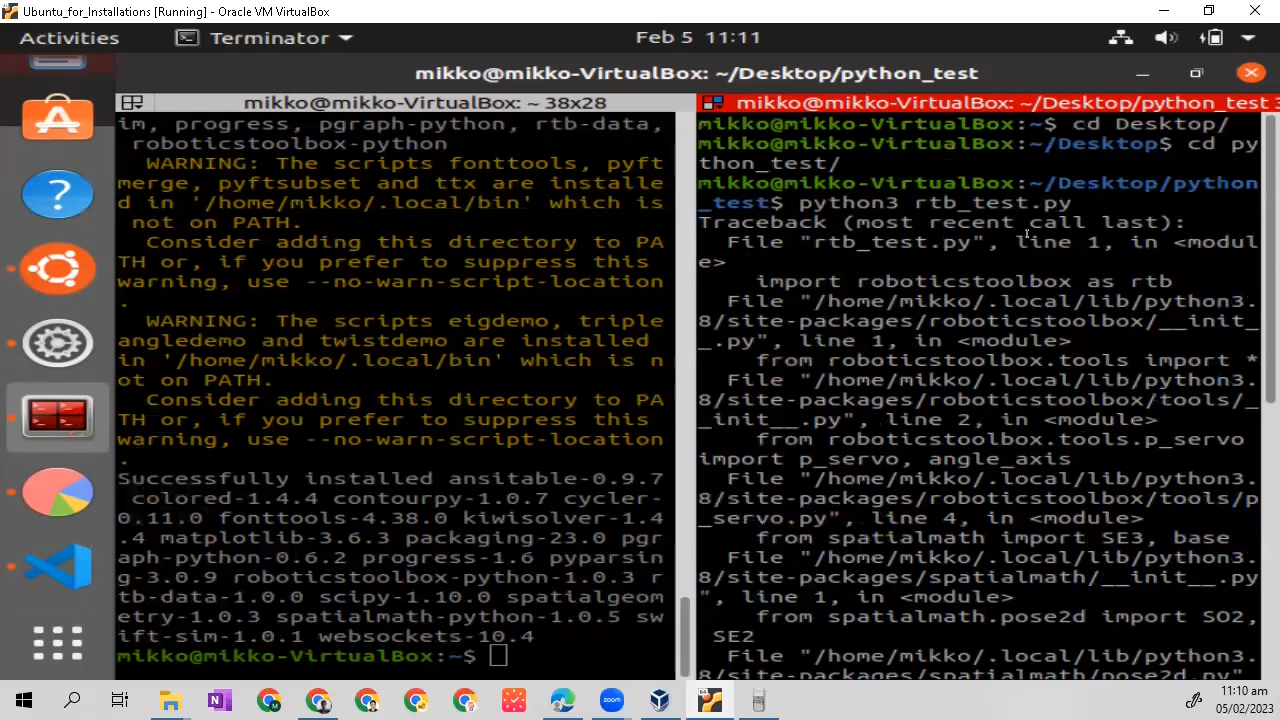 Ubuntu_for_Installations [Running] - Oracle VM VirtualBox
Activities
Terminator
Feb 5 11:11
mikko@mikko-VirtualBox: ~/Desktop/python_test
mikko@mikko-VirtualBox: ~ 38x28
im, progress, pgraph-python, rtb-data,
roboticstoolbox-python
WARNING: The scripts fonttools, pyft
merge, pyftsubset and ttx are installe
d in '/home/mikko/.local/bin' which is
not on PATH.
Consider adding this directory to PA
TH or, if you prefer to suppress this
warning, use --no-warn-script-location
.
WARNING: The scripts eigdemo, triple
angledemo and twistdemo are installed
in '/home/mikko/.local/bin' which is n
ot on PATH.
Consider adding this directory to PA
TH or, if you prefer to suppress this
warning, use --no-warn-script-location
.
Successfully installed ansitable-0.9.7
colored-1.4.4 contourpy-1.0.7 cycler-
0.11.0 fonttools-4.38.0 kiwisolver-1.4
.4 matplotlib-3.6.3 packaging-23.0 pgr
aph-python-0.6.2 progress-1.6 pyparsin
g-3.0.9 roboticstoolbox-python-1.0.3 r
tb-data-1.0.0 scipy-1.10.0 spatialgeom
etry-1.0.3 spatialmath-python-1.0.5 sw
ift-sim-1.0.1 websockets-10.4
mikko@mikko-VirtualBox:~$
mikko@mikko-VirtualBox: ~/Desktop/python_test 3
mikko@mikko-VirtualBox:~$ cd Desktop/
mikko@mikko-VirtualBox:~/Desktop$ cd py
thon_test/
mikko@mikko-VirtualBox:~/Desktop/python
_test$ python3 rtb_test.py
Traceback (most recent call last):
File "rtb_test.py", line 1, in <modul
e>
import roboticstoolbox as rtb
File "/home/mikko/.local/lib/python3.
8/site-packages/roboticstoolbox/__init_
_.py", line 1, in <module>
from roboticstoolbox.tools import *
File "/home/mikko/.local/lib/python3.
8/site-packages/roboticstoolbox/tools/_
_init__.py", line 2, in <module>
from roboticstoolbox.tools.p_servo
import p_servo, angle_axis
File "/home/mikko/.local/lib/python3.
8/site-packages/roboticstoolbox/tools/p
_servo.py", line 4, in <module>
from spatialmath import SE3, base
File "/home/mikko/.local/lib/python3.
8/site-packages/spatialmath/__init__.py
", line 1, in <module>
from spatialmath.pose2d import SO2,
SE2
File "/home/mikko/.local/lib/python3.
8/site-packages/spatialmath/pose2d.py"
zoom
64
11:10 am
05/02/2023